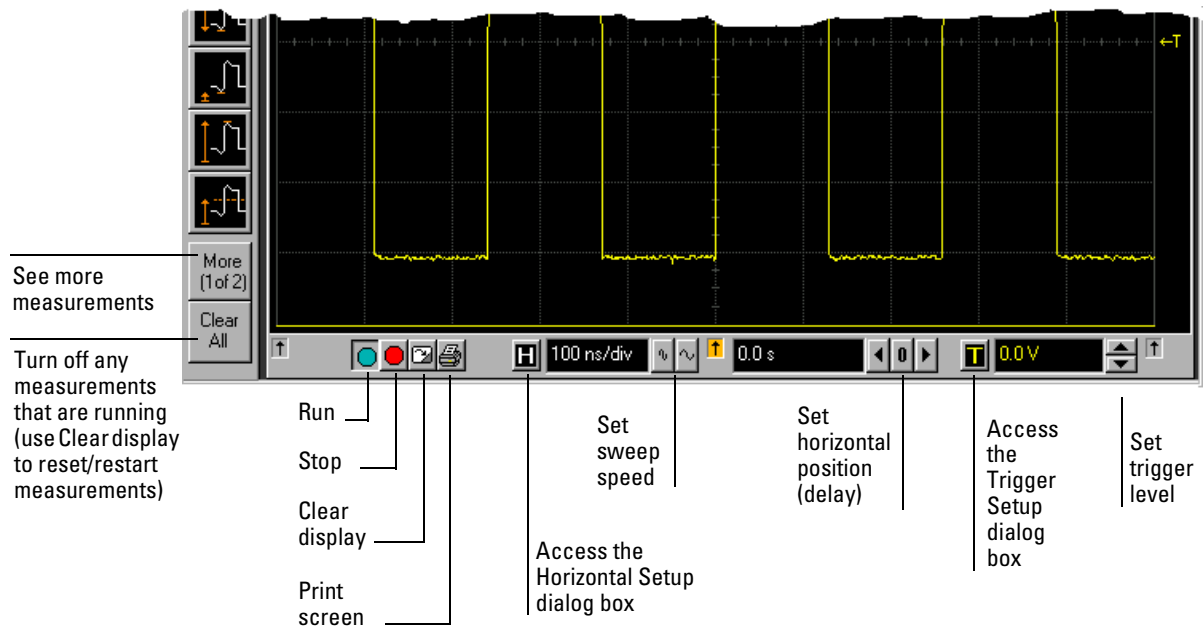 ←T
More
(1of 2)
Clear
All
See more
measurements
Turn off any
measurements
that are running
(use Clear display
to reset/restart
measurements)
H 100 ns/div 0.0 s 0 T 0.0 V
Run
Stop
Clear
display
Print
screen
Access the
Horizontal Setup
dialog box
Set
sweep
speed
Set
horizontal
position
(delay)
Access
the
Trigger
Setup
dialog
box
Set
trigger
level